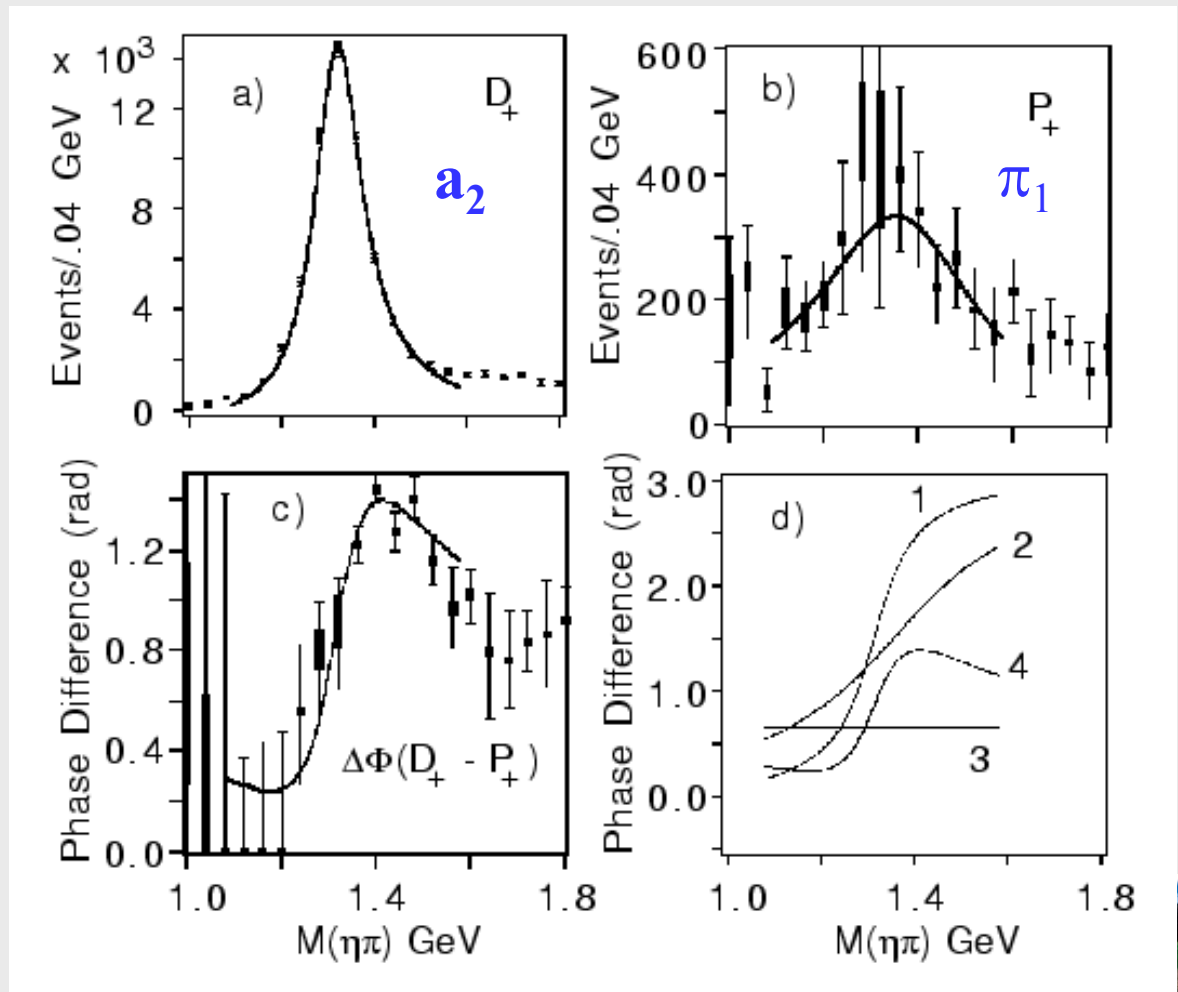 x 10³
12
8
4
0
Events/.04 GeV
a)
D₊
a₂
600
400
200
0
Events/.04 GeV
b)
P₊
π₁
1.2
0.8
0.4
0.0
Phase Difference (rad)
c)
ΔΦ(D₊ - P₊)
1.0 1.4 1.8
M(ηπ) GeV
3.0
2.0
1.0
0.0
Phase Difference (rad)
d)
1
2
4
3
1.0 1.4 1.8
M(ηπ) GeV